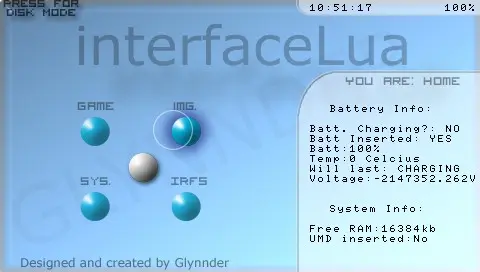 PRESS FOR
DISK MODE
10:51:17 100%
interfaceLua
YOU ARE: HOME
GAME IMG.
SYS. IRFS
Battery Info:
Batt. Charging?: NO
Batt Inserted: YES
Batt:100%
Temp:0 Celcius
Will last: CHARGING
Voltage:-2147352.262V
System Info:
Free RAM:16384kb
UMD inserted:No
Designed and created by Glynnder